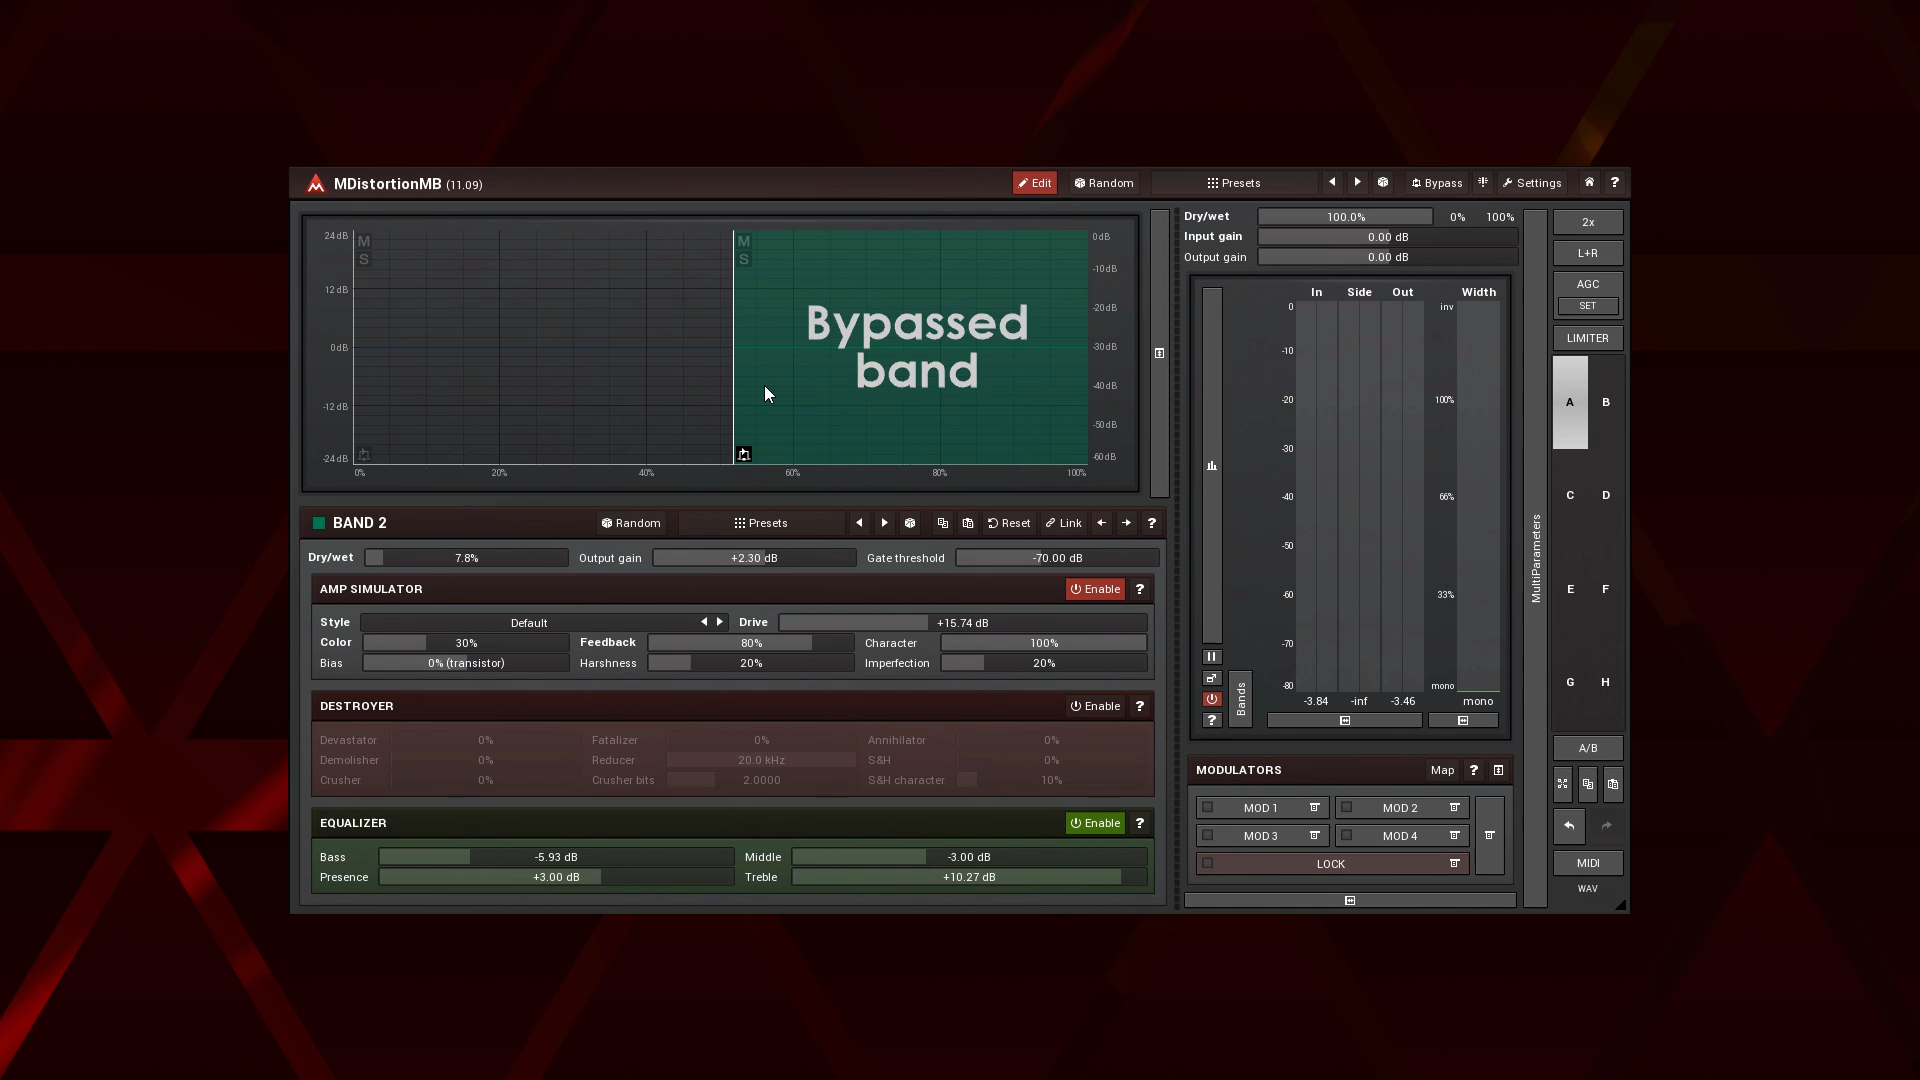 MDistortionMB (11.09)
Edit
Random
Presets
Bypass
Settings
?
24 dB
12 dB
0 dB
-12 dB
-24 dB
M
S
M
S
Bypassed
band
0 dB
-10 dB
-20 dB
-30 dB
-40 dB
-50 dB
-60 dB
0% 20% 40% 60% 80% 100%
BAND 2
Random
Presets
Reset
Link
?
Dry/wet 7.8% Output gain +2.30 dB Gate threshold -70.00 dB
AMP SIMULATOR Enable ?
Style Default Drive +15.74 dB
Color 30% Feedback 80% Character 100%
Bias 0% (transistor) Harshness 20% Imperfection 20%
DESTROYER Enable ?
Devastator 0% Fatalizer 0% Annihilator 0%
Demolisher 0% Reducer 20.0 kHz S&H 0%
Crusher 0% Crusher bits 2.0000 S&H character 10%
EQUALIZER Enable ?
Bass -5.93 dB Middle -3.00 dB
Presence +3.00 dB Treble +10.27 dB
Dry/wet 100.0% 0% 100%
Input gain 0.00 dB
Output gain 0.00 dB
In Side Out Width
0
-10
-20
-30
-40
-50
-60
-70
-80
inv
100%
66%
33%
mono
-3.84 -inf -3.46 mono
?
Bands
MODULATORS Map ?
MOD 1 MOD 2
MOD 3 MOD 4
LOCK
MultiParameters
2x
L+R
AGC
SET
LIMITER
A B
C D
E F
G H
A/B
MIDI
WAV